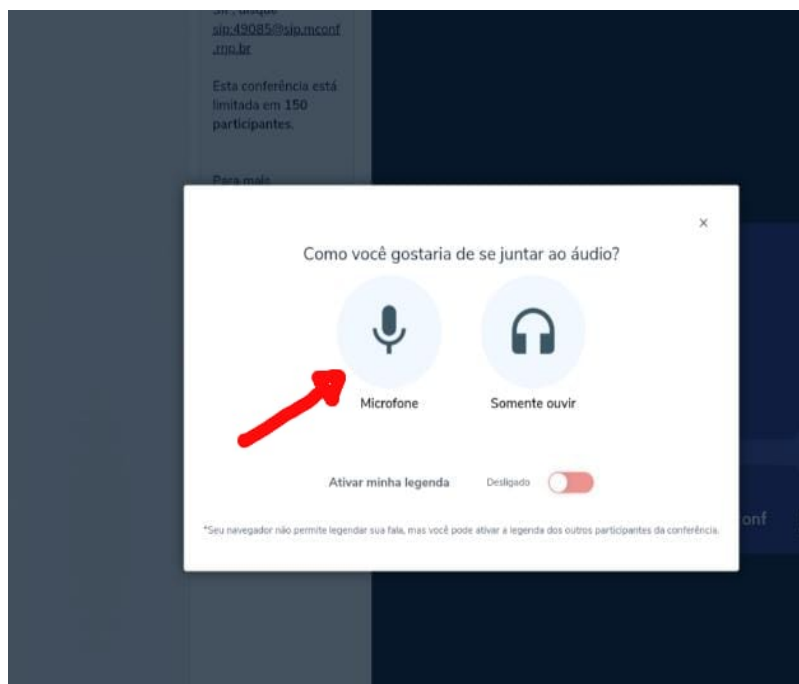 sip:49085@sip.mconf
.rnp.br
Esta conferência está
limitada em 150
participantes.
Para mais
×
Como você gostaria de se juntar ao áudio?
Microfone
Somente ouvir
Ativar minha legenda
Desligado
*Seu navegador não permite legendar sua fala, mas você pode ativar a legenda dos outros participantes da conferência.
onf